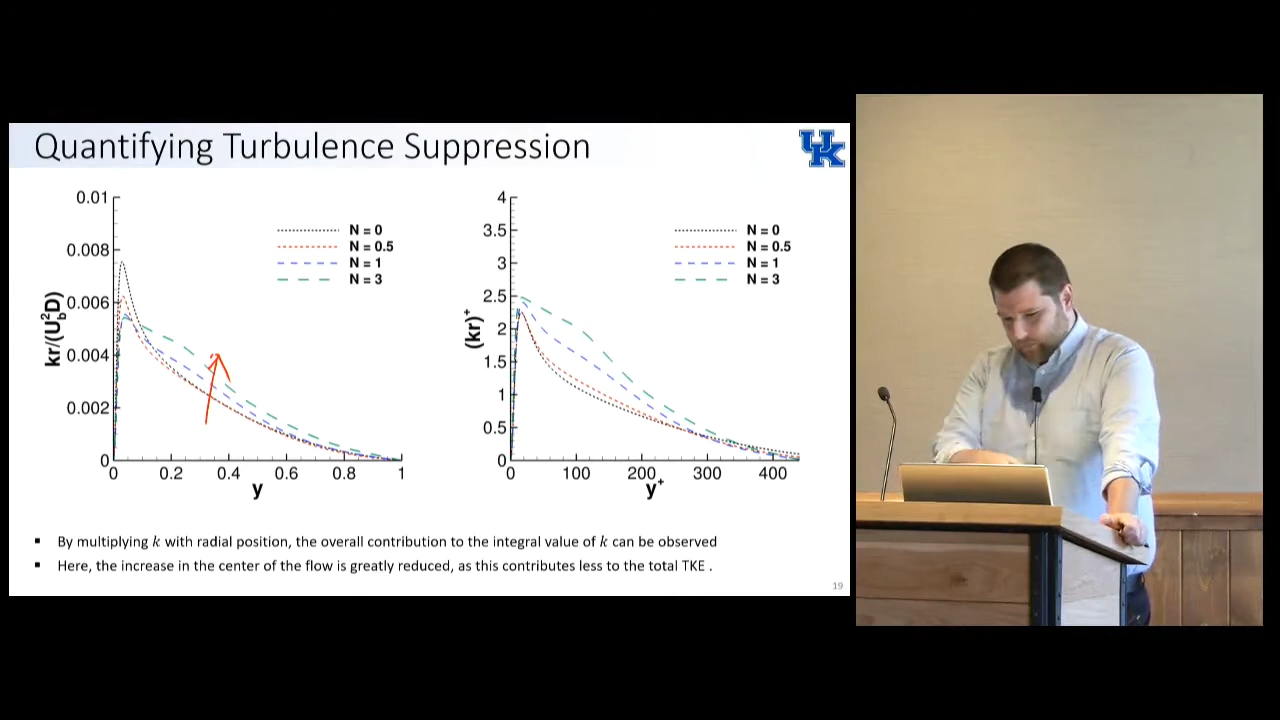 Quantifying Turbulence Suppression
UK
0.01
0.008
0.006
0.004
0.002
0
kr/(U_b^2D)
0 0.2 0.4 0.6 0.8 1
y
N = 0
N = 0.5
N = 1
N = 3
4
3.5
3
2.5
2
1.5
1
0.5
0
(kr)⁺
0 100 200 300 400
y⁺
N = 0
N = 0.5
N = 1
N = 3
▪ By multiplying k with radial position, the overall contribution to the integral value of k can be observed
▪ Here, the increase in the center of the flow is greatly reduced, as this contributes less to the total TKE .
19